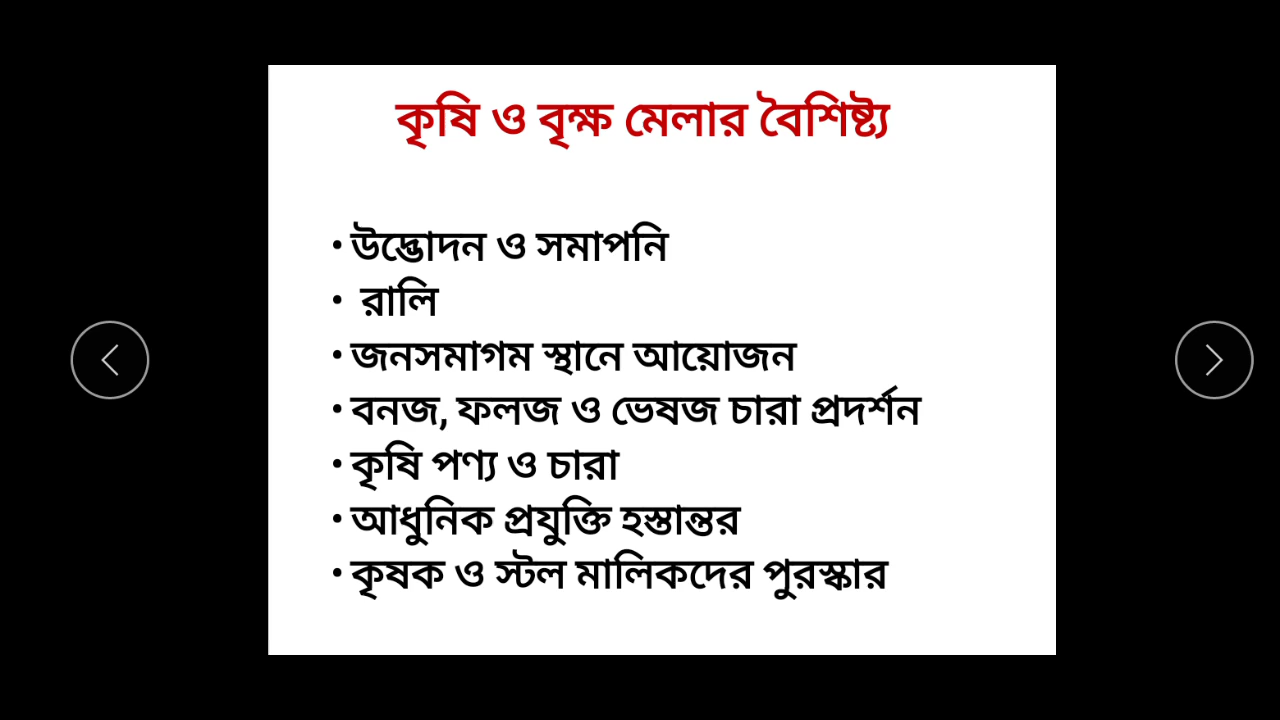 কৃষি ও বৃক্ষ মেলার বৈশিষ্ট্য
• উদ্ভোদন ও সমাপনি
• রালি
• জনসমাগম স্থানে আয়োজন
• বনজ, ফলজ ও ভেষজ চারা প্রদর্শন
• কৃষি পণ্য ও চারা
• আধুনিক প্রযুক্তি হস্তান্তর
• কৃষক ও স্টল মালিকদের পুরস্কার